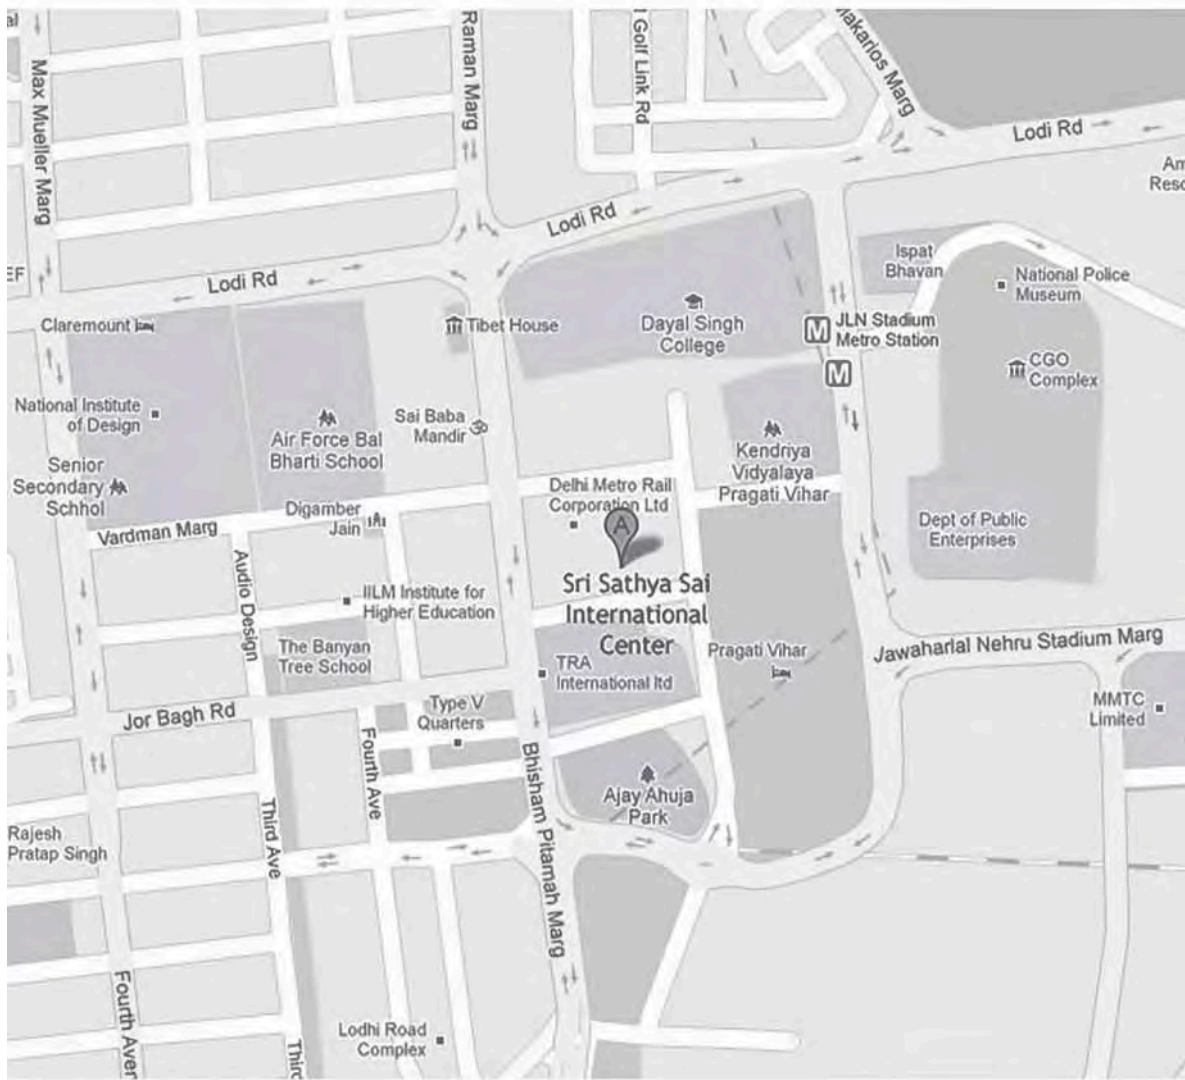 al
Max Mueller Marg
Raman Marg
Golf Link Rd
Makarios Marg
Lodi Rd
Am
Reso
Lodi Rd
EF
Lodi Rd
Ispat
Bhavan
National Police
Museum
Claremount
Tibet House
Dayal Singh
College
M
JLN Stadium
Metro Station
M
CGO
Complex
National Institute
of Design
Air Force Bal
Bharti School
Sai Baba
Mandir
ॐ
Kendriya
Vidyalaya
Pragati Vihar
Senior
Secondary
Schhol
Digamber
Jain
Delhi Metro Rail
Corporation Ltd
A
Dept of Public
Enterprises
Vardman Marg
Audio Design
IILM Institute for
Higher Education
Sri Sathya Sai
International
Center
The Banyan
Tree School
TRA
International ltd
Pragati Vihar
Jawaharlal Nehru Stadium Marg
Jor Bagh Rd
Type V
Quarters
MMTC
Limited
Fourth Ave
Bhisham Pitamah Marg
Ajay Ahuja
Park
Rajesh
Pratap Singh
Third Ave
Fourth Aven
Lodhi Road
Complex
Third